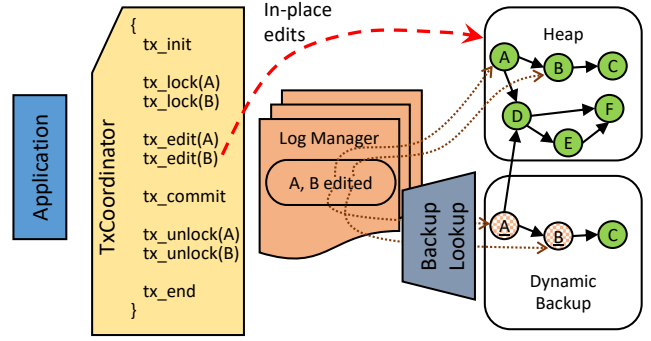 Application
TxCoordinator
{
tx_init
tx_lock(A)
tx_lock(B)
tx_edit(A)
tx_edit(B)
tx_commit
tx_unlock(A)
tx_unlock(B)
tx_end
}
In-place
edits
Log Manager
A, B edited
Backup
Lookup
Heap
A
B
C
D
F
E
A
B
C
Dynamic
Backup